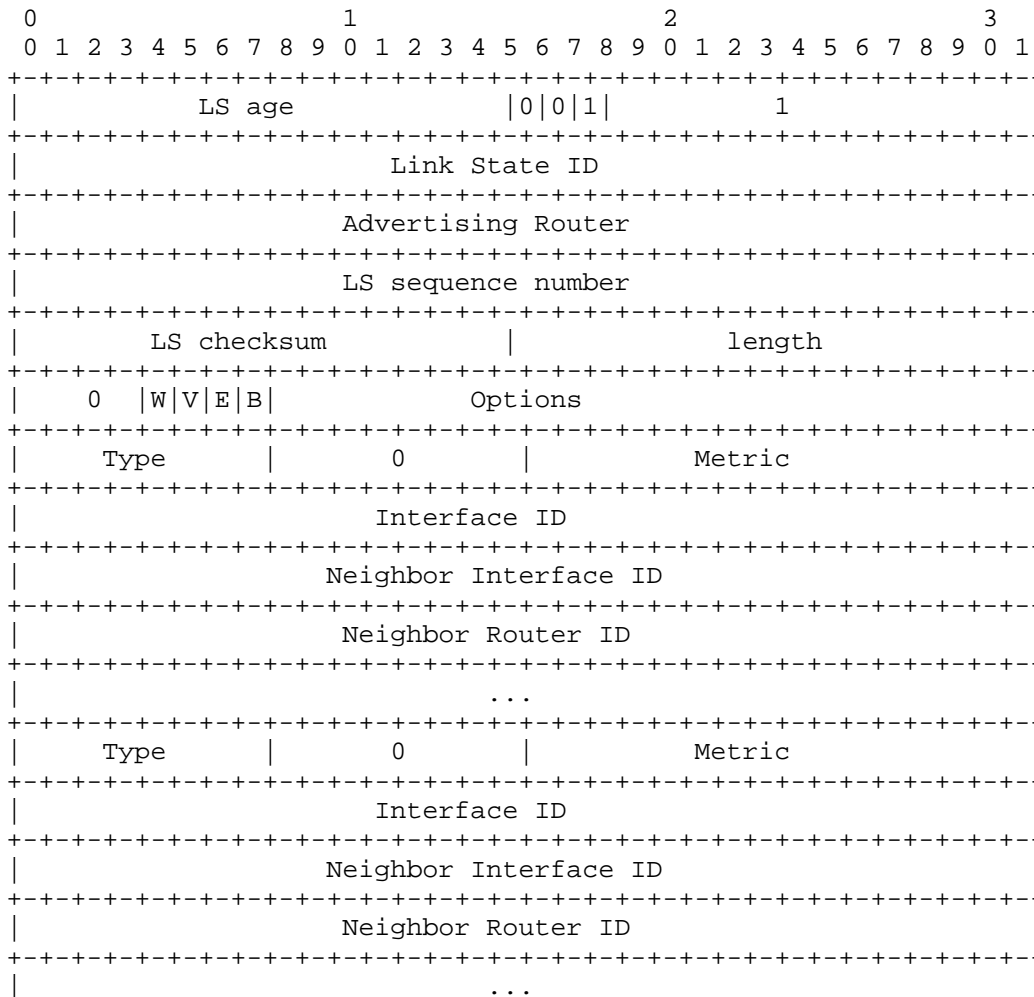 0                   1                   2                   3
 0 1 2 3 4 5 6 7 8 9 0 1 2 3 4 5 6 7 8 9 0 1 2 3 4 5 6 7 8 9 0 1
+-+-+-+-+-+-+-+-+-+-+-+-+-+-+-+-+-+-+-+-+-+-+-+-+-+-+-+-+-+-+-+-
|           LS age             |0|0|1|          1
+-+-+-+-+-+-+-+-+-+-+-+-+-+-+-+-+-+-+-+-+-+-+-+-+-+-+-+-+-+-+-+-
|                       Link State ID
+-+-+-+-+-+-+-+-+-+-+-+-+-+-+-+-+-+-+-+-+-+-+-+-+-+-+-+-+-+-+-+-
|                    Advertising Router
+-+-+-+-+-+-+-+-+-+-+-+-+-+-+-+-+-+-+-+-+-+-+-+-+-+-+-+-+-+-+-+-
|                    LS sequence number
+-+-+-+-+-+-+-+-+-+-+-+-+-+-+-+-+-+-+-+-+-+-+-+-+-+-+-+-+-+-+-+-
|        LS checksum           |             length
+-+-+-+-+-+-+-+-+-+-+-+-+-+-+-+-+-+-+-+-+-+-+-+-+-+-+-+-+-+-+-+-
|    0  |W|V|E|B|            Options
+-+-+-+-+-+-+-+-+-+-+-+-+-+-+-+-+-+-+-+-+-+-+-+-+-+-+-+-+-+-+-+-
|     Type      |       0       |          Metric
+-+-+-+-+-+-+-+-+-+-+-+-+-+-+-+-+-+-+-+-+-+-+-+-+-+-+-+-+-+-+-+-
|                      Interface ID
+-+-+-+-+-+-+-+-+-+-+-+-+-+-+-+-+-+-+-+-+-+-+-+-+-+-+-+-+-+-+-+-
|                   Neighbor Interface ID
+-+-+-+-+-+-+-+-+-+-+-+-+-+-+-+-+-+-+-+-+-+-+-+-+-+-+-+-+-+-+-+-
|                    Neighbor Router ID
+-+-+-+-+-+-+-+-+-+-+-+-+-+-+-+-+-+-+-+-+-+-+-+-+-+-+-+-+-+-+-+-
|                             ...
+-+-+-+-+-+-+-+-+-+-+-+-+-+-+-+-+-+-+-+-+-+-+-+-+-+-+-+-+-+-+-+-
|     Type      |       0       |          Metric
+-+-+-+-+-+-+-+-+-+-+-+-+-+-+-+-+-+-+-+-+-+-+-+-+-+-+-+-+-+-+-+-
|                      Interface ID
+-+-+-+-+-+-+-+-+-+-+-+-+-+-+-+-+-+-+-+-+-+-+-+-+-+-+-+-+-+-+-+-
|                   Neighbor Interface ID
+-+-+-+-+-+-+-+-+-+-+-+-+-+-+-+-+-+-+-+-+-+-+-+-+-+-+-+-+-+-+-+-
|                    Neighbor Router ID
+-+-+-+-+-+-+-+-+-+-+-+-+-+-+-+-+-+-+-+-+-+-+-+-+-+-+-+-+-+-+-+-
|                             ...